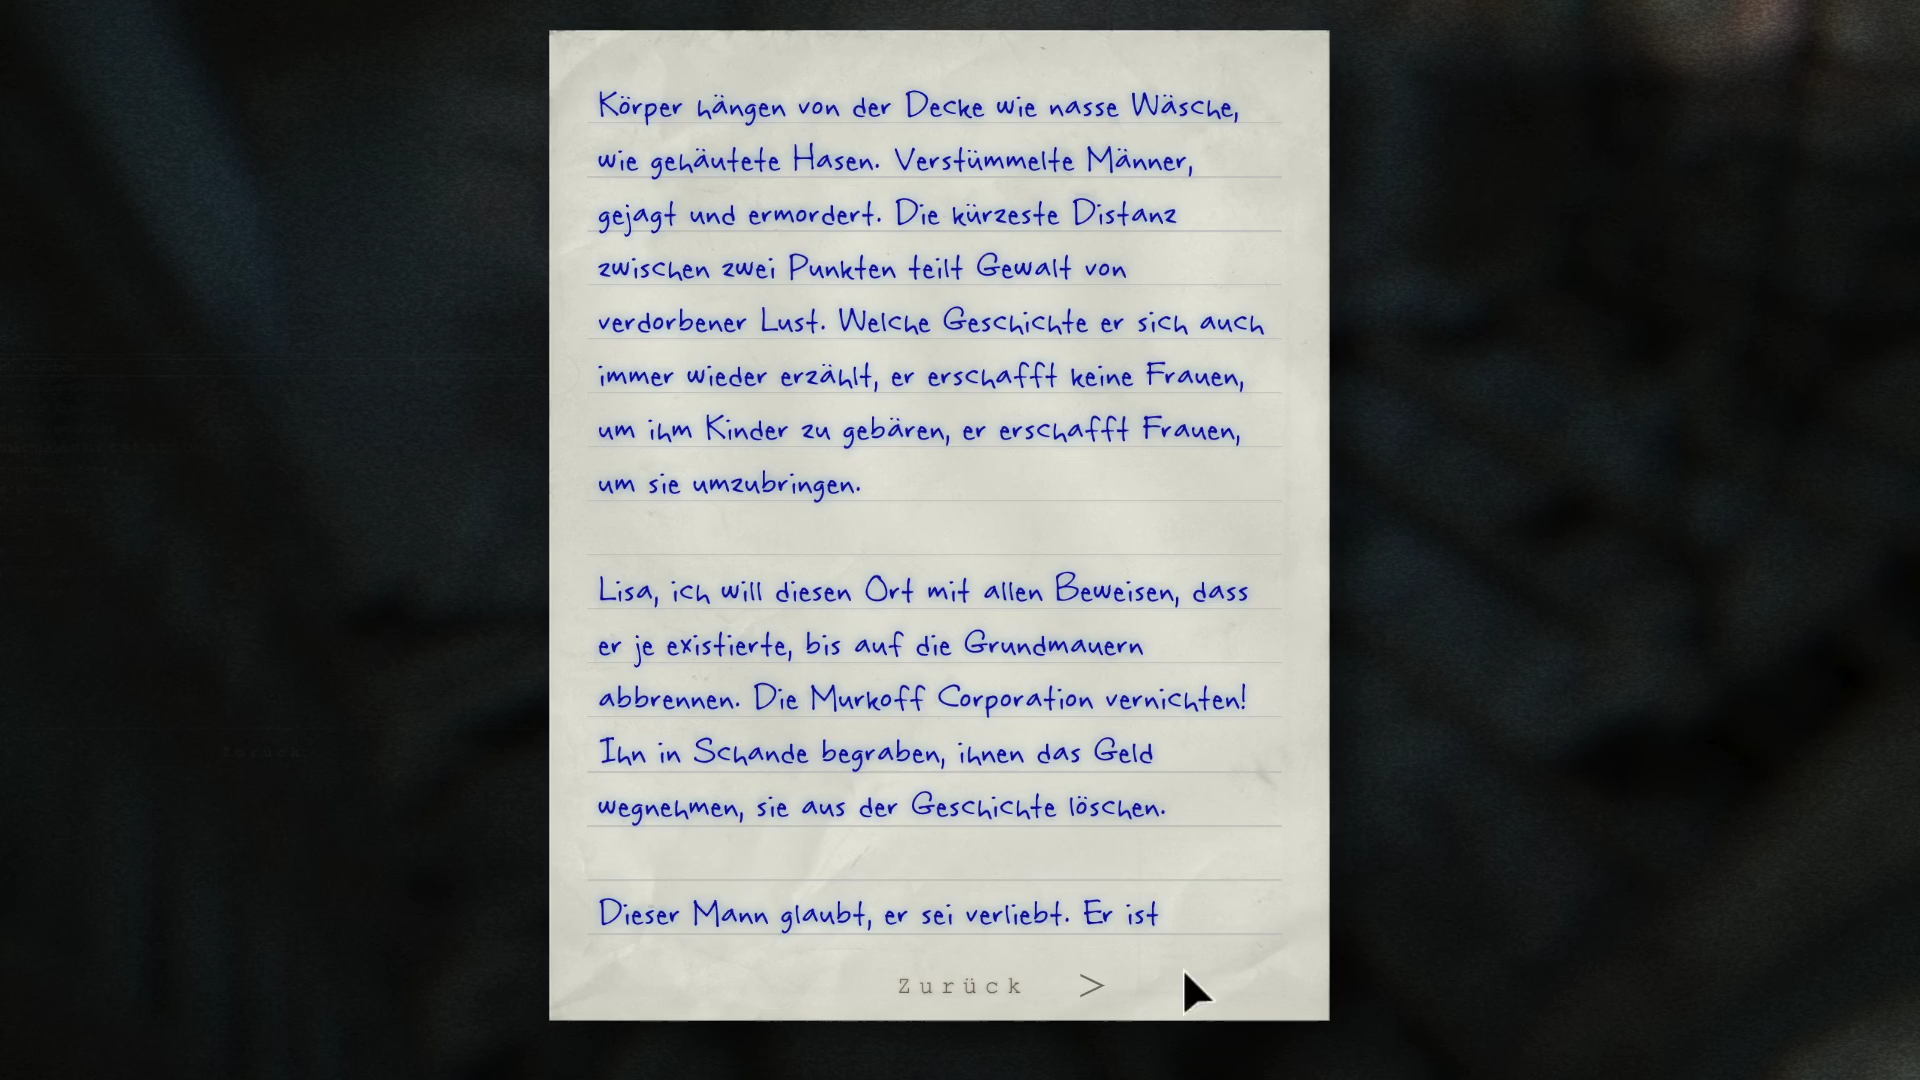 Körper hängen von der Decke wie nasse Wäsche,
wie gehäutete Hasen. Verstümmelte Männer,
gejagt und ermordert. Die kürzeste Distanz
zwischen zwei Punkten teilt Gewalt von
verdorbener Lust. Welche Geschichte er sich auch
immer wieder erzählt, er erschafft keine Frauen,
um ihm Kinder zu gebären, er erschafft Frauen,
um sie umzubringen.
Lisa, ich will diesen Ort mit allen Beweisen, dass
er je existierte, bis auf die Grundmauern
abbrennen. Die Murkoff Corporation vernichten!
Ihn in Schande begraben, ihnen das Geld
wegnehmen, sie aus der Geschichte löschen.
Dieser Mann glaubt, er sei verliebt. Er ist
Zurück >
Zurück